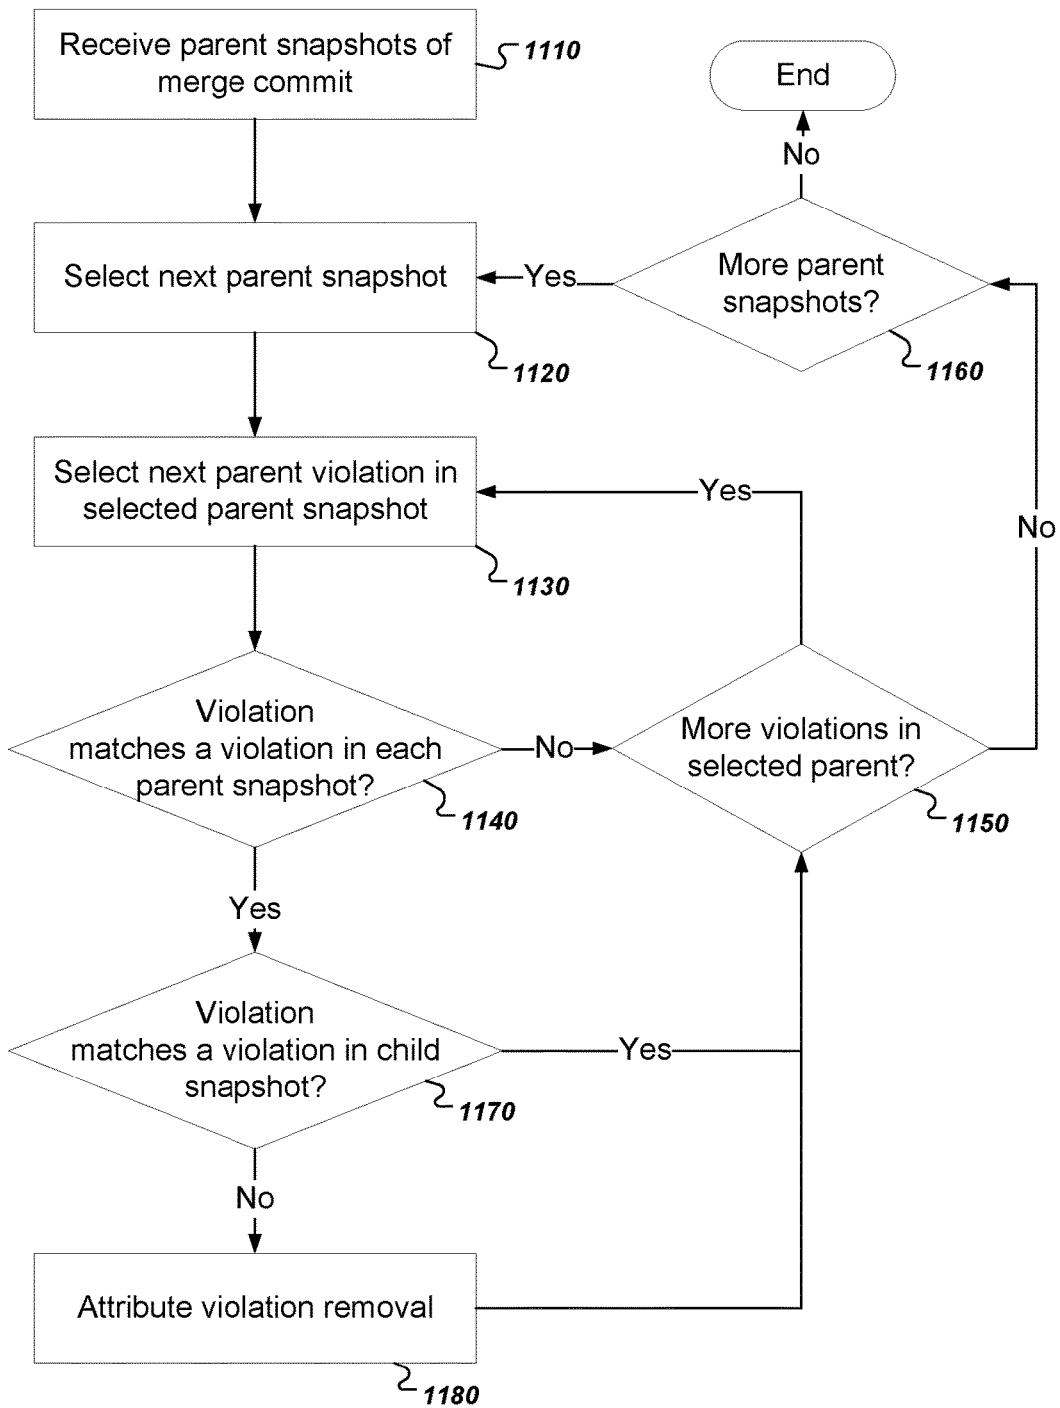 Receive parent snapshots of
merge commit
1110
End
No
Select next parent snapshot
1120
Yes
More parent
snapshots?
1160
Select next parent violation in
selected parent snapshot
1130
Yes
No
Violation
matches a violation in each
parent snapshot?
1140
No
More violations in
selected parent?
1150
Yes
Violation
matches a violation in child
snapshot?
1170
Yes
No
Attribute violation removal
1180